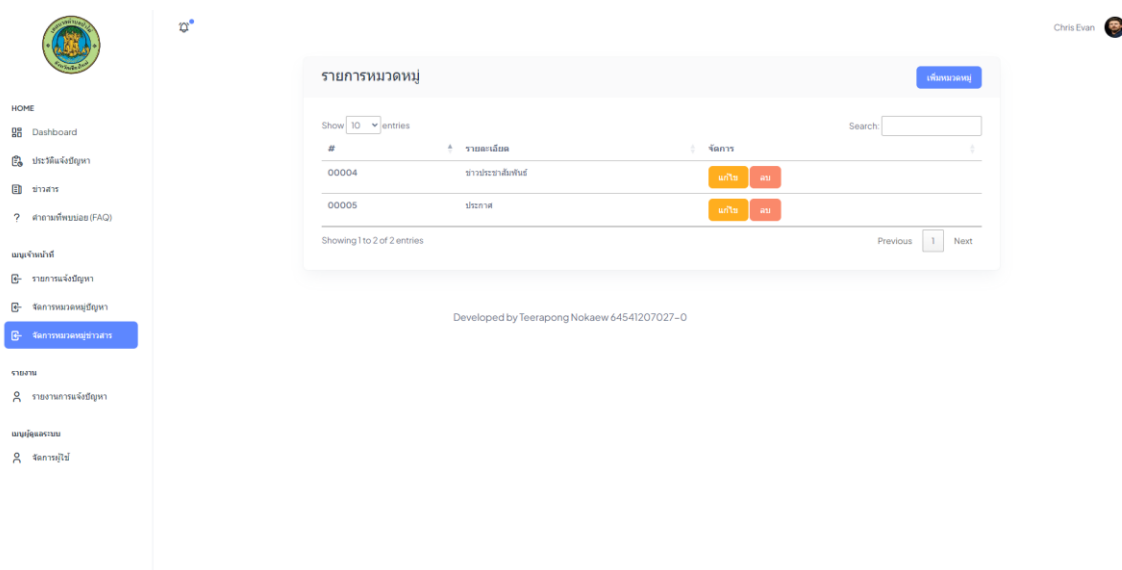 Chris Evan
HOME
Dashboard
ประวัติแจ้งปัญหา
ข่าวสาร
คำถามที่พบบ่อย (FAQ)
เมนูเจ้าหน้าที่
รายการแจ้งปัญหา
จัดการหมวดหมู่ปัญหา
จัดการหมวดหมู่ข่าวสาร
รายงาน
รายงานการแจ้งปัญหา
เมนูผู้ดูแลระบบ
จัดการผู้ใช้
รายการหมวดหมู่
เพิ่มหมวดหมู่
Show 10 entries
Search:
# รายละเอียด จัดการ
00004 ข่าวประชาสัมพันธ์ แก้ไข ลบ
00005 ประกาศ แก้ไข ลบ
Showing 1 to 2 of 2 entries
Previous 1 Next
Developed by Teerapong Nokaew 64541207027-0